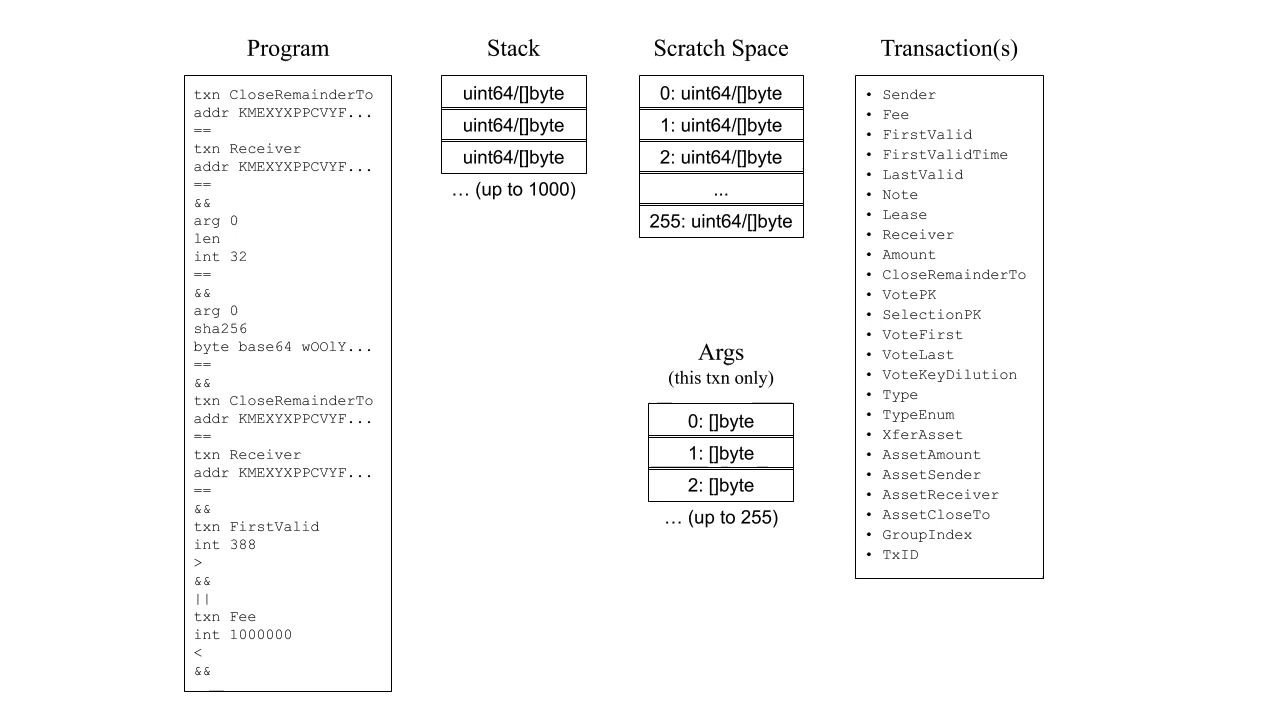 Program
txn CloseRemainderTo
addr KMEXYXPPCVYF...
==
txn Receiver
addr KMEXYXPPCVYF...
==
&&
arg 0
len
int 32
==
&&
arg 0
sha256
byte base64 wOOlY...
==
&&
txn CloseRemainderTo
addr KMEXYXPPCVYF...
==
txn Receiver
addr KMEXYXPPCVYF...
==
&&
txn FirstValid
int 388
>
&&
||
txn Fee
int 1000000
<
&&
Stack
uint64/[]byte
uint64/[]byte
uint64/[]byte
… (up to 1000)
Scratch Space
0: uint64/[]byte
1: uint64/[]byte
2: uint64/[]byte
...
255: uint64/[]byte
Args
(this txn only)
0: []byte
1: []byte
2: []byte
… (up to 255)
Transaction(s)
• Sender
• Fee
• FirstValid
• FirstValidTime
• LastValid
• Note
• Lease
• Receiver
• Amount
• CloseRemainderTo
• VotePK
• SelectionPK
• VoteFirst
• VoteLast
• VoteKeyDilution
• Type
• TypeEnum
• XferAsset
• AssetAmount
• AssetSender
• AssetReceiver
• AssetCloseTo
• GroupIndex
• TxID